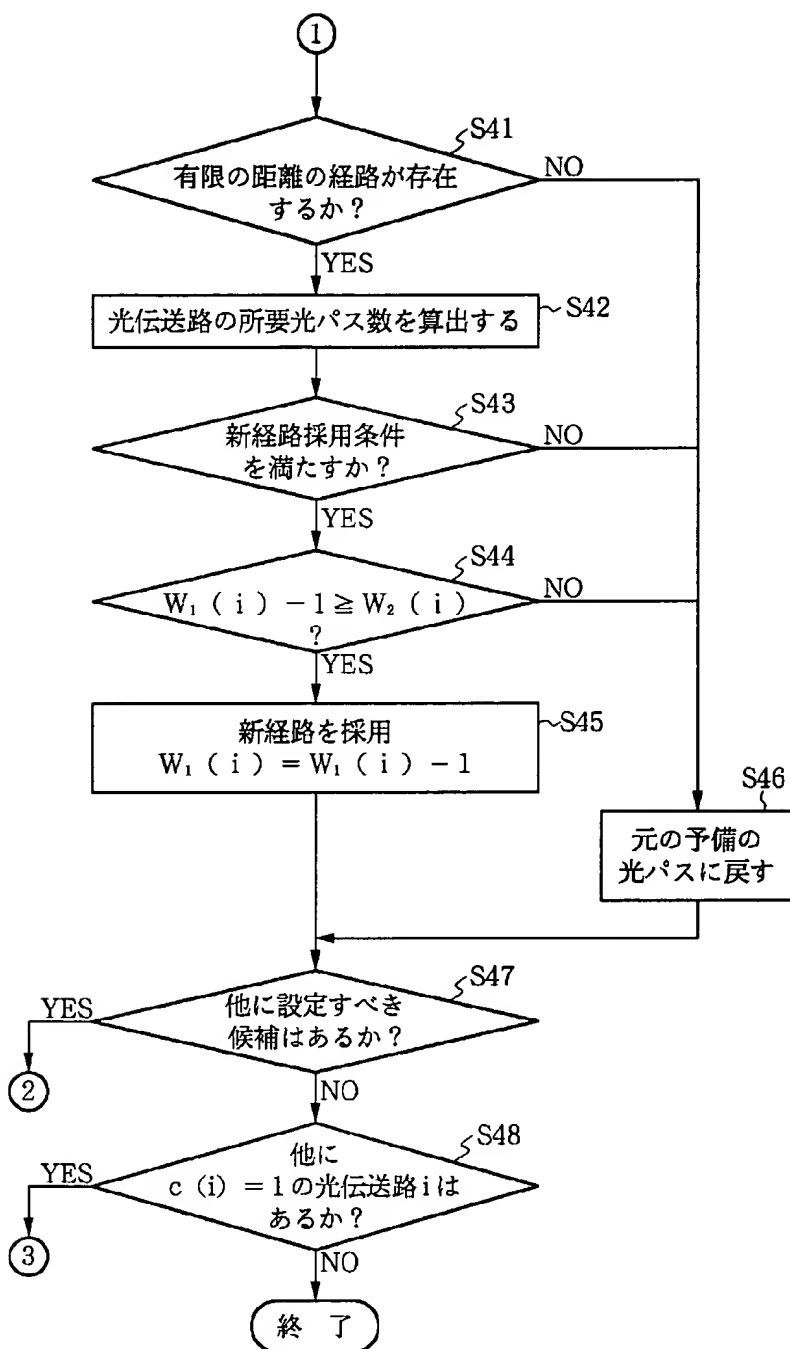 ①
S41
有限の距離の経路が存在
するか？
NO
YES
光伝送路の所要光パス数を算出する
S42
S43
新経路採用条件
を満たすか？
NO
YES
S44
W₁（i）－1≧W₂（i）
？
NO
YES
新経路を採用
W₁（i）＝W₁（i）－1
S45
S46
元の予備の
光パスに戻す
S47
YES
他に設定すべき
候補はあるか？
②
NO
S48
YES
他に
c（i）＝1の光伝送路iは
あるか？
③
NO
終 了